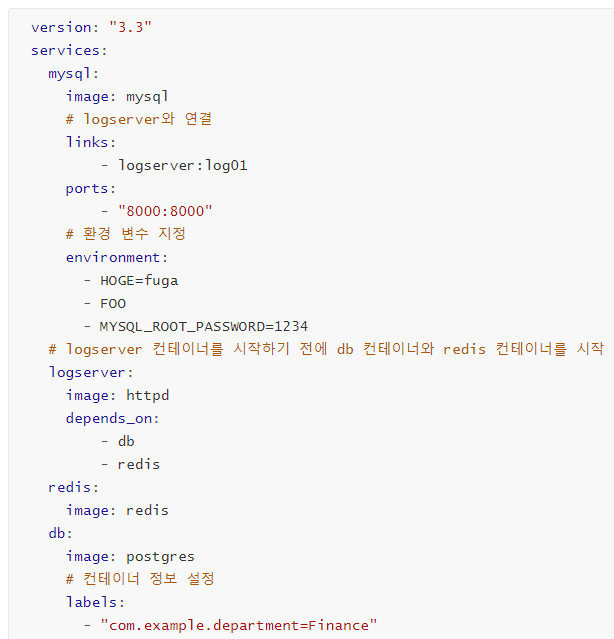 version: "3.3"
services:
  mysql:
    image: mysql
    # logserver와 연결
    links:
        - logserver:log01
    ports:
        - "8000:8000"
    # 환경 변수 지정
    environment:
      - HOGE=fuga
      - FOO
      - MYSQL_ROOT_PASSWORD=1234
  # logserver 컨테이너를 시작하기 전에 db 컨테이너와 redis 컨테이너를 시작
  logserver:
    image: httpd
    depends_on:
        - db
        - redis
  redis:
    image: redis
  db:
    image: postgres
    # 컨테이너 정보 설정
    labels:
      - "com.example.department=Finance"